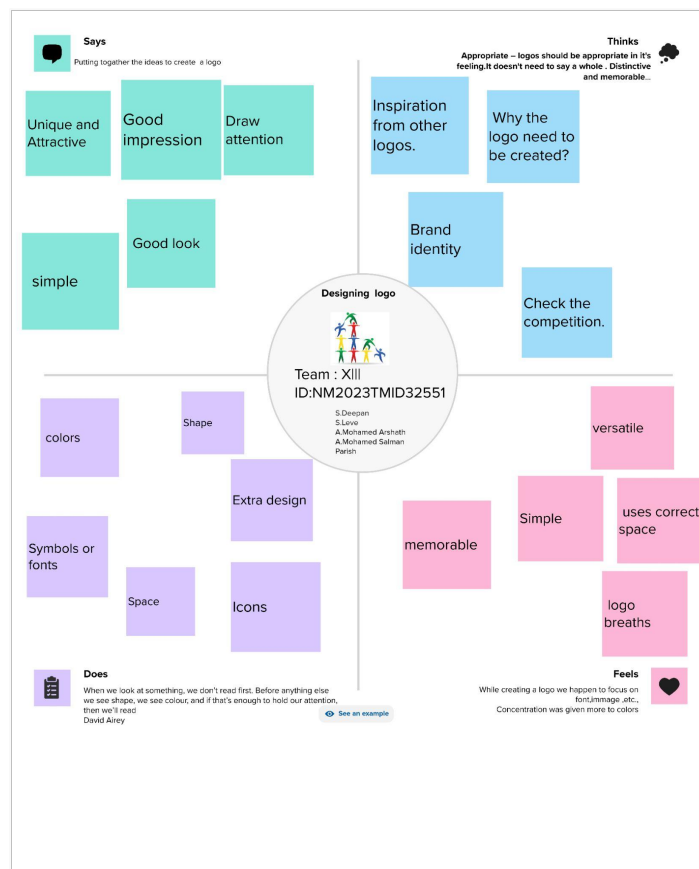 Says
Putting togather the ideas to create a logo
Unique and
Attractive
Good
impression
Draw
attention
Good look
simple
Thinks
Appropriate – logos should be appropriate in it's
feeling.It doesn't need to say a whole . Distinctive
and memorable...
Inspiration
from other
logos.
Why the
logo need to
be created?
Brand
identity
Check the
competition.
Designing logo
Team : XIII
ID:NM2023TMID32551
S.Deepan
S.Leve
A.Mohamed Arshath
A.Mohamed Salman
Parish
colors
Shape
Extra design
Symbols or
fonts
Space
Icons
Does
When we look at something, we don't read first. Before anything else
we see shape, we see colour, and if that's enough to hold our attention,
then we'll read
David Airey
See an example
versatile
Simple
uses correct
space
memorable
logo
breaths
Feels
While creating a logo we happen to focus on
font,immage ,etc.,
Concentration was given more to colors